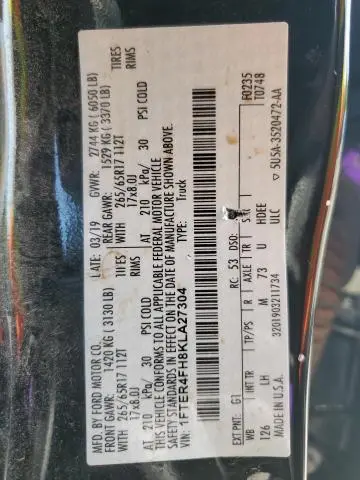 MFD. BY FORD MOTOR CO.
DATE: 03/19 GVWR: 2744 KG ( 6050 LB)
FRONT GAWR: 1420 KG ( 3130 LB) REAR GAWR: 1529 KG ( 3370 LB)
WITH 265/65R17 112T TIRES WITH 265/65R17 112T TIRES
17x8.0J RIMS 17x8.0J RIMS
AT 210 kPa/ 30 PSI COLD AT 210 kPa/ 30 PSI COLD
THIS VEHICLE CONFORMS TO ALL APPLICABLE FEDERAL MOTOR VEHICLE
SAFETY STANDARDS IN EFFECT ON THE DATE OF MANUFACTURE SHOWN ABOVE.
VIN: 1FTER4FH8KLA27304 TYPE: Truck
F0235
T0748
EXT PNT: G1 RC: 53 DSO:
WB INT TR TP/PS R AXLE TR
126 LH M 73 U HDEE
ULC
3201903211734
MADE IN U.S.A. ▽ 5U5A-3520472-AA